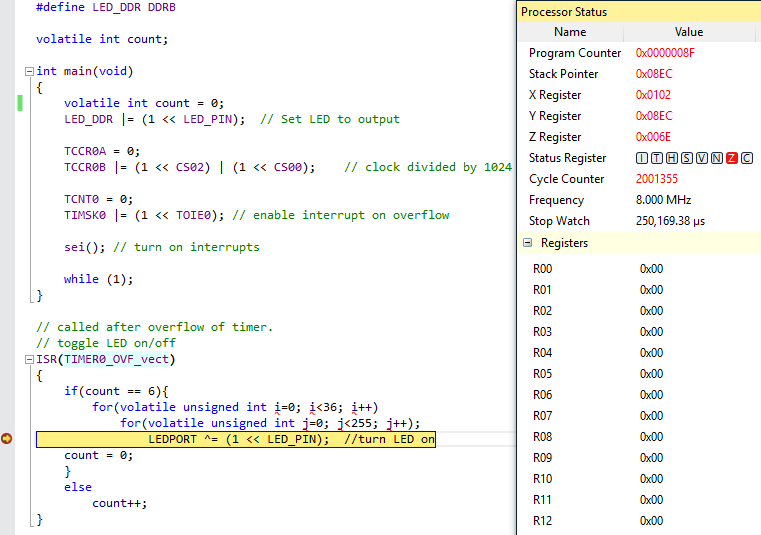 #define LED_DDR DDRB
volatile int count;
int main(void)
{
volatile int count = 0;
LED_DDR |= (1 << LED_PIN);  // Set LED to output
TCCR0A = 0;
TCCR0B |= (1 << CS02) | (1 << CS00);    // clock divided by 1024
TCNT0 = 0;
TIMSK0 |= (1 << TOIE0); // enable interrupt on overflow
sei(); // turn on interrupts
while (1);
}
// called after overflow of timer.
// toggle LED on/off
ISR(TIMER0_OVF_vect)
{
if(count == 6){
for(volatile unsigned int i=0; i<36; i++)
for(volatile unsigned int j=0; j<255; j++);
LEDPORT ^= (1 << LED_PIN);  //turn LED on
count = 0;
}
else
count++;
}
Processor Status
Name Value
Program Counter 0x0000008F
Stack Pointer 0x08EC
X Register 0x0102
Y Register 0x08EC
Z Register 0x006E
Status Register I T H S V N Z C
Cycle Counter 2001355
Frequency 8.000 MHz
Stop Watch 250,169.38 µs
Registers
R00 0x00
R01 0x00
R02 0x00
R03 0x00
R04 0x00
R05 0x00
R06 0x00
R07 0x00
R08 0x00
R09 0x00
R10 0x00
R11 0x00
R12 0x00